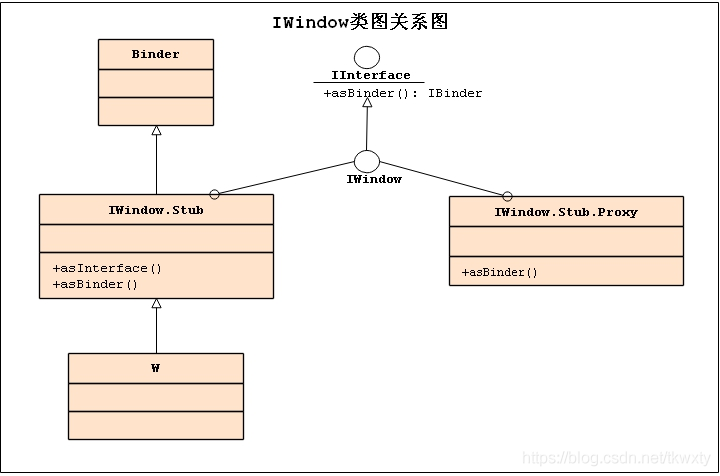 IWindow类图关系图
Binder
IInterface
+asBinder(): IBinder
IWindow
IWindow.Stub
+asInterface()
+asBinder()
IWindow.Stub.Proxy
+asBinder()
W
https://blog.csdn.net/tkwxty